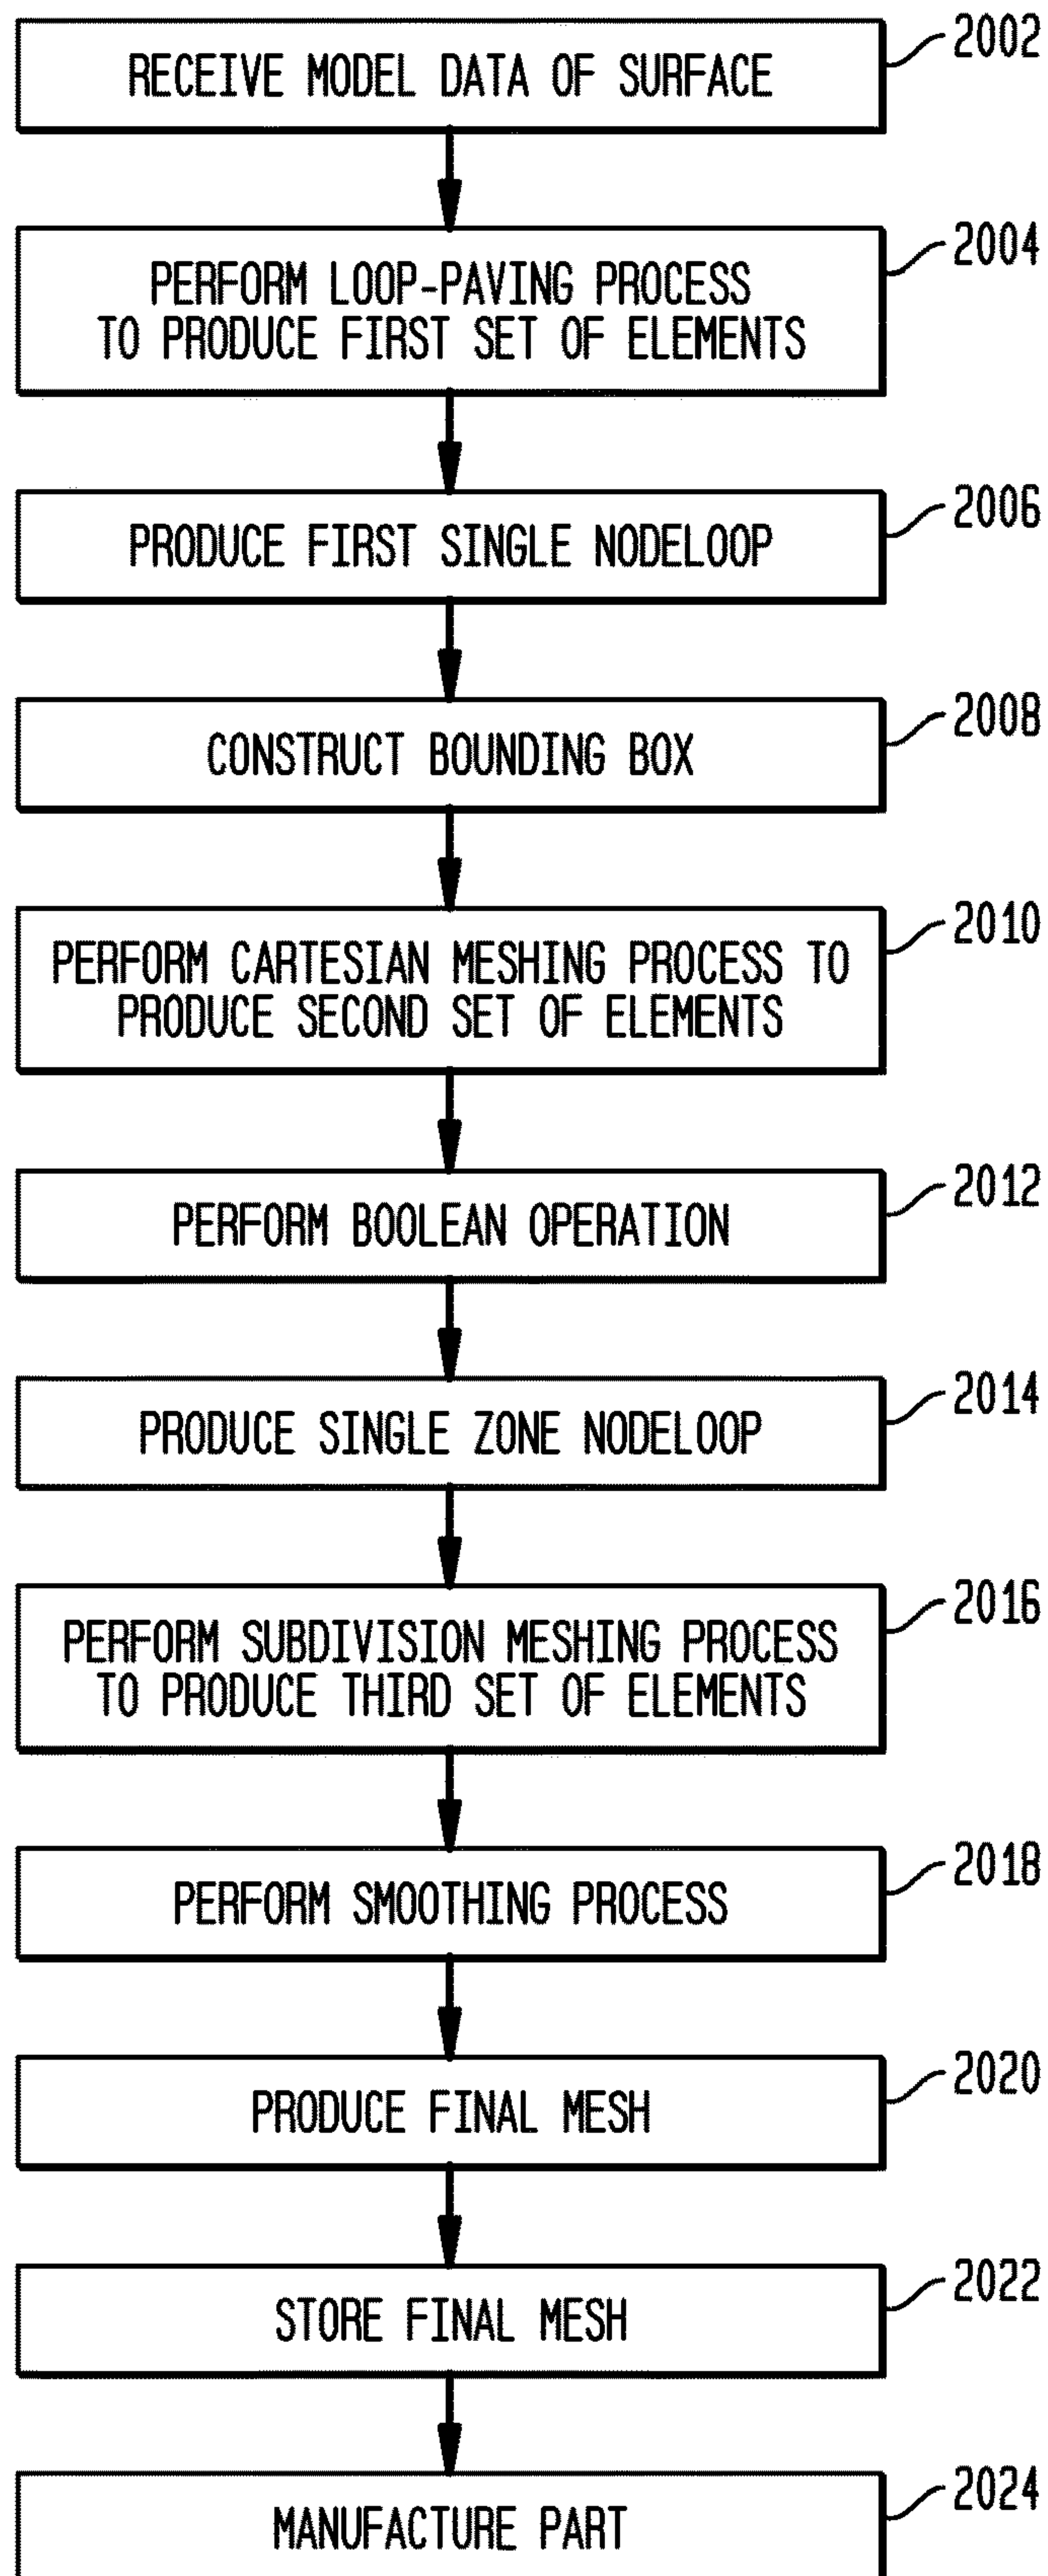 RECEIVE MODEL DATA OF SURFACE
2002
PERFORM LOOP-PAVING PROCESS
TO PRODUCE FIRST SET OF ELEMENTS
2004
PRODUCE FIRST SINGLE NODELOOP
2006
CONSTRUCT BOUNDING BOX
2008
PERFORM CARTESIAN MESHING PROCESS TO
PRODUCE SECOND SET OF ELEMENTS
2010
PERFORM BOOLEAN OPERATION
2012
PRODUCE SINGLE ZONE NODELOOP
2014
PERFORM SUBDIVISION MESHING PROCESS
TO PRODUCE THIRD SET OF ELEMENTS
2016
PERFORM SMOOTHING PROCESS
2018
PRODUCE FINAL MESH
2020
STORE FINAL MESH
2022
MANUFACTURE PART
2024